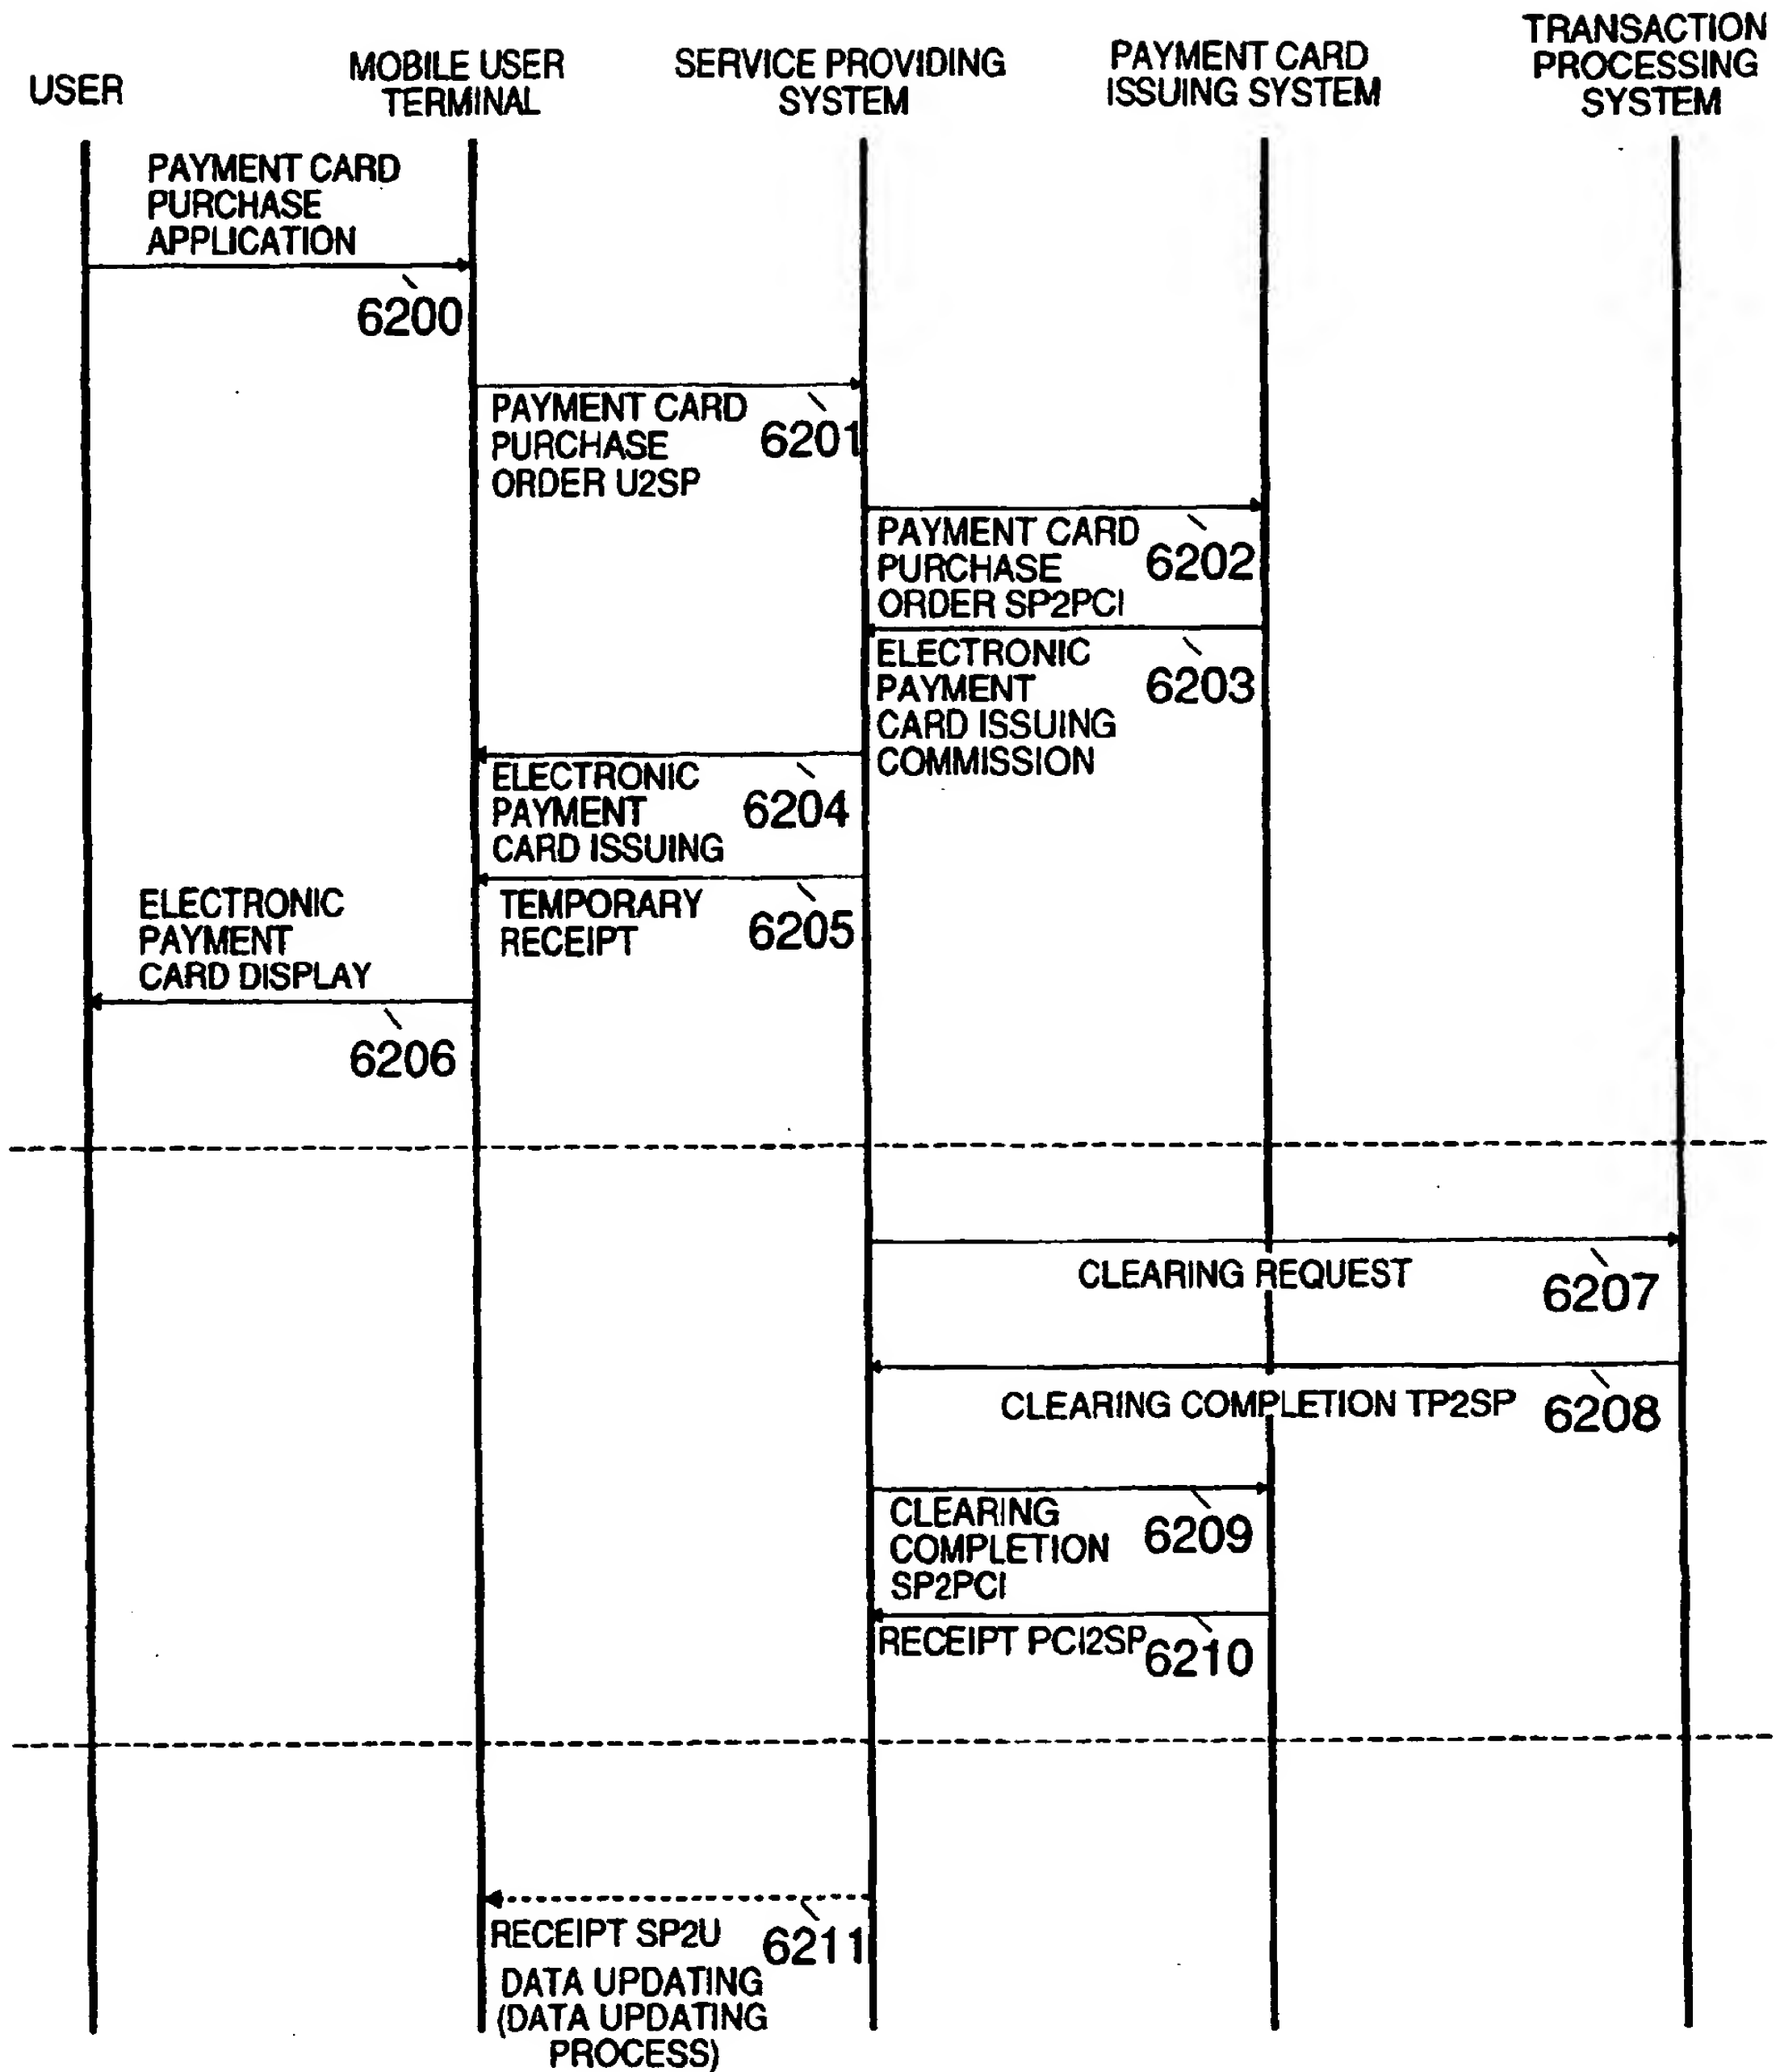 USER
MOBILE USER
TERMINAL
SERVICE PROVIDING
SYSTEM
PAYMENT CARD
ISSUING SYSTEM
TRANSACTION
PROCESSING
SYSTEM
PAYMENT CARD
PURCHASE
APPLICATION
6200
PAYMENT CARD
PURCHASE
ORDER U2SP
6201
PAYMENT CARD
PURCHASE
ORDER SP2PCI
6202
ELECTRONIC
PAYMENT
CARD ISSUING
COMMISSION
6203
ELECTRONIC
PAYMENT
CARD ISSUING
6204
TEMPORARY
RECEIPT
6205
ELECTRONIC
PAYMENT
CARD DISPLAY
6206
CLEARING REQUEST
6207
CLEARING COMPLETION TP2SP
6208
CLEARING
COMPLETION
SP2PCI
6209
RECEIPT PCI2SP
6210
RECEIPT SP2U
6211
DATA UPDATING
(DATA UPDATING
PROCESS)